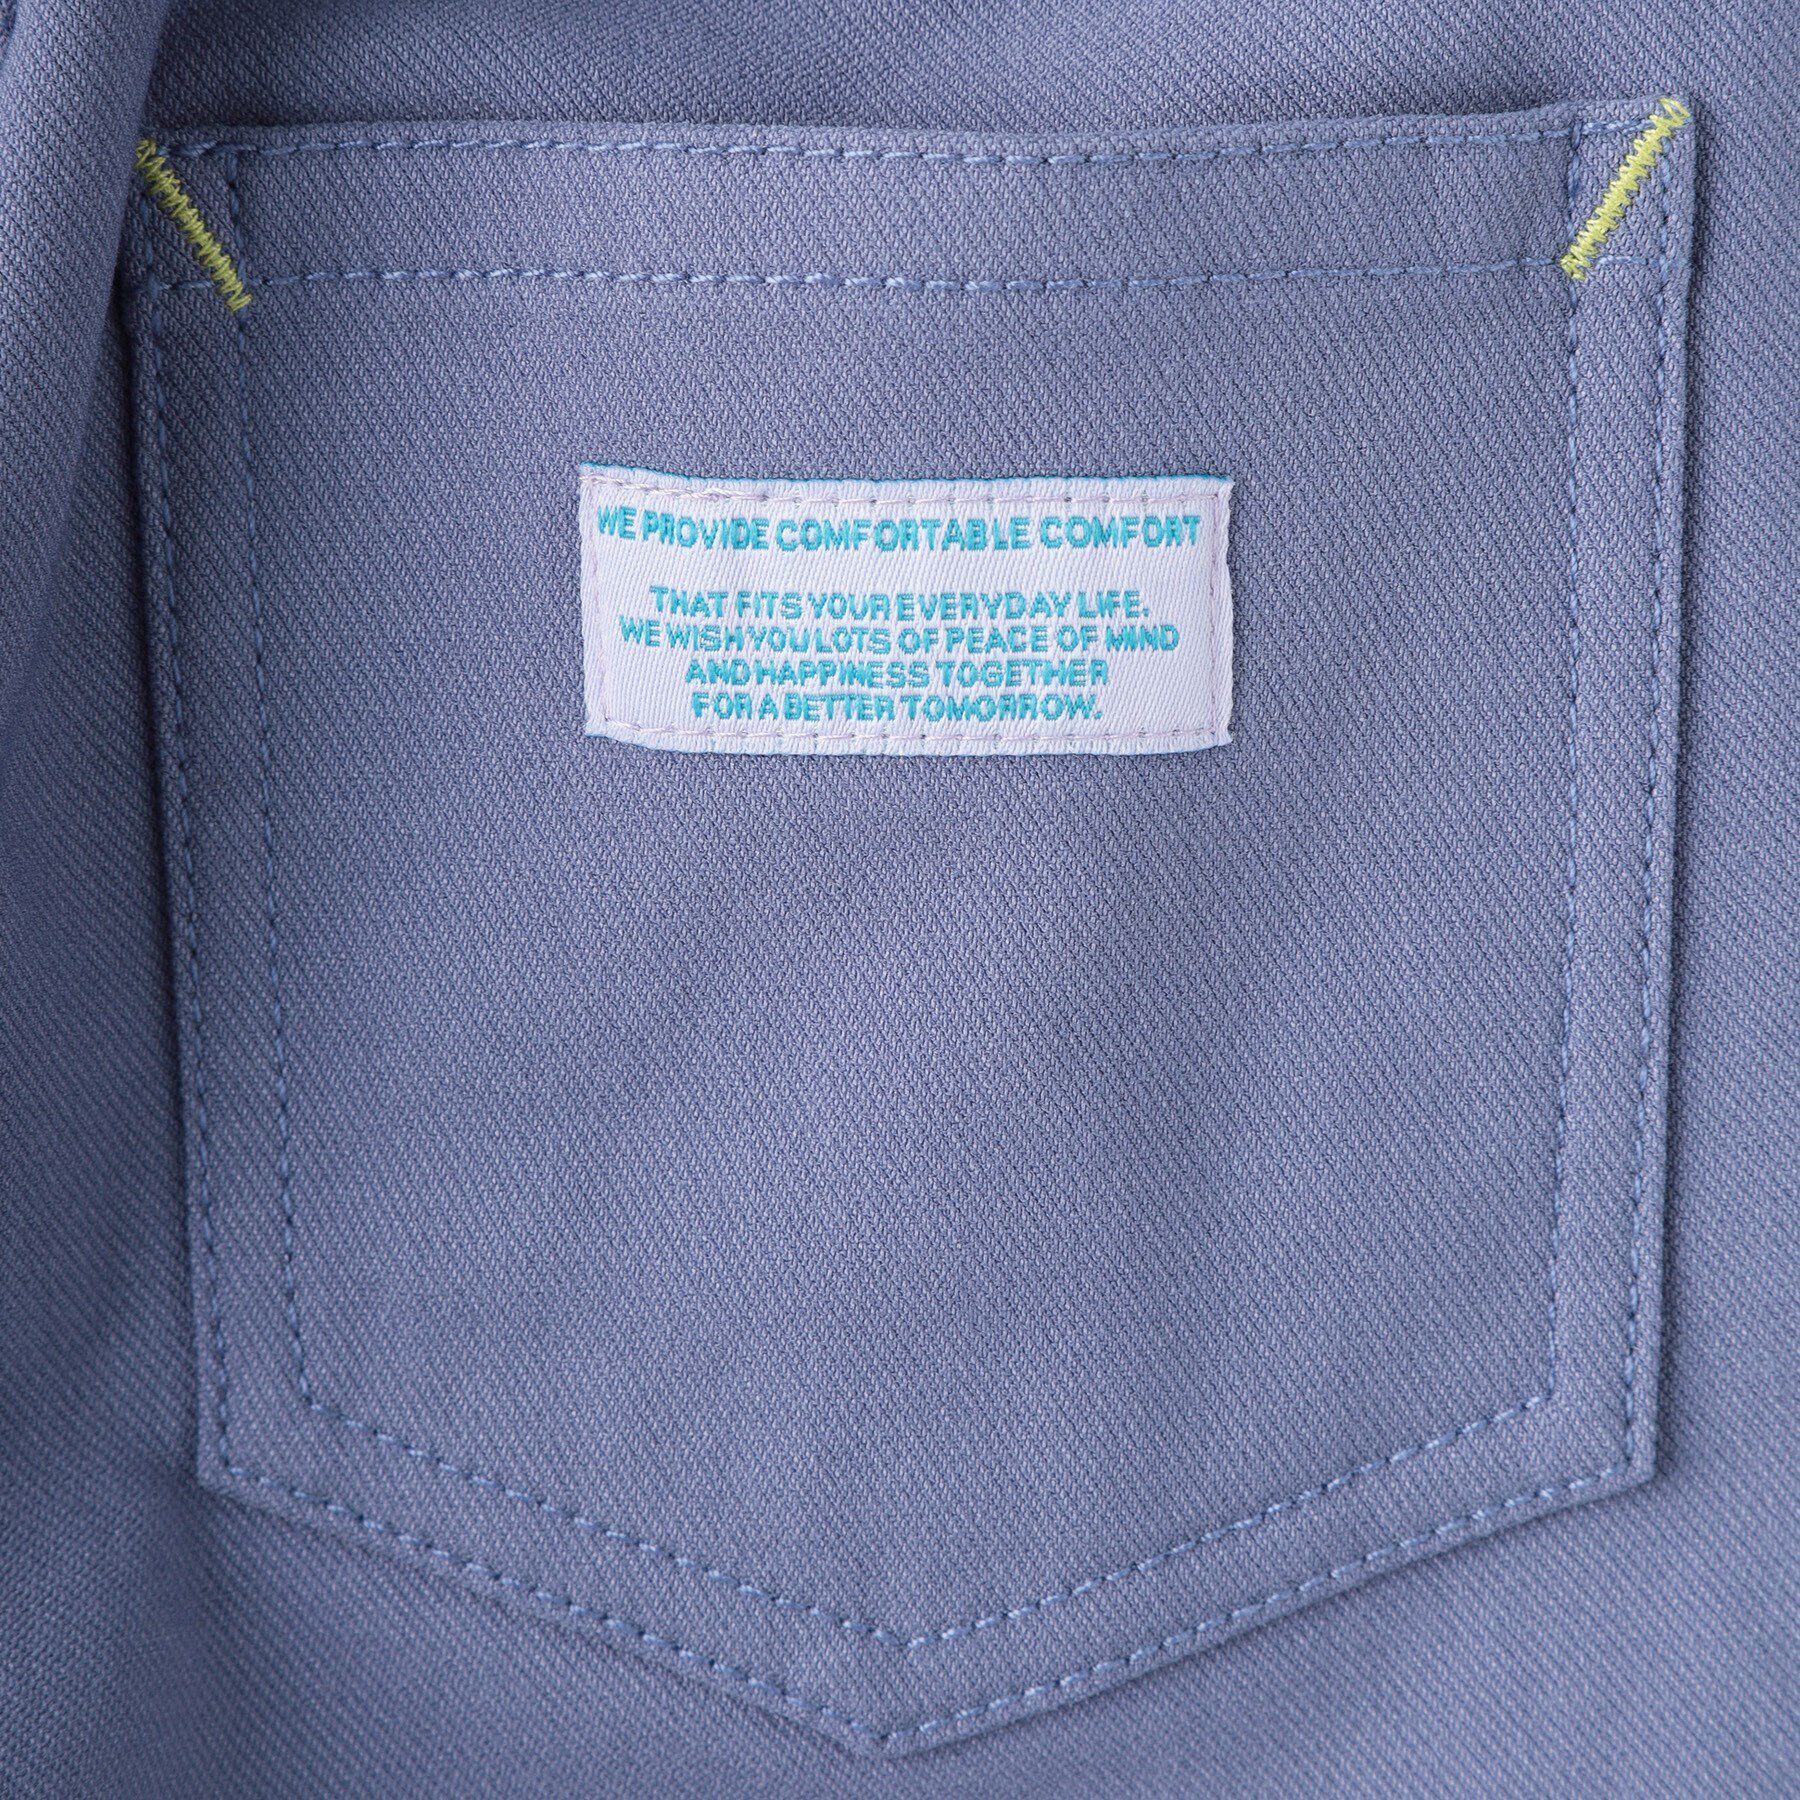 WE PROVIDE COMFORTABLE COMFORT
THAT FITS YOUR EVERYDAY LIFE.
WE WISH YOU LOTS OF PEACE OF MIND
AND HAPPINESS TOGETHER
FOR A BETTER TOMORROW.